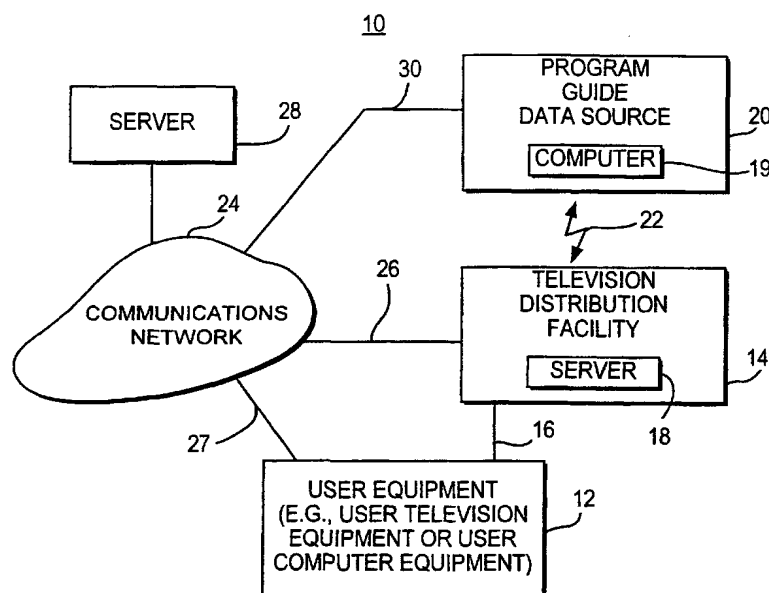 10
PROGRAM
GUIDE
DATA SOURCE
COMPUTER
20
19
30
SERVER
28
24
22
COMMUNICATIONS
NETWORK
26
TELEVISION
DISTRIBUTION
FACILITY
SERVER
14
18
27
16
USER EQUIPMENT
(E.G., USER TELEVISION
EQUIPMENT OR USER
COMPUTER EQUIPMENT)
12